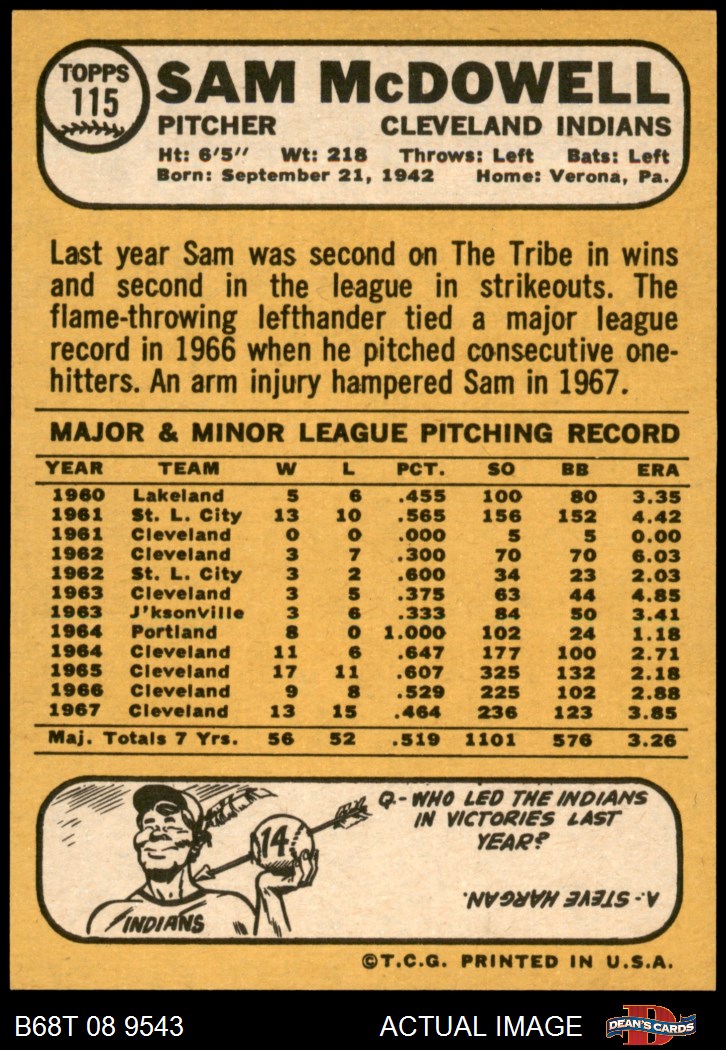 TOPPS
115
SAM McDOWELL
PITCHER CLEVELAND INDIANS
Ht: 6'5" Wt: 218 Throws: Left Bats: Left
Born: September 21, 1942 Home: Verona, Pa.
Last year Sam was second on The Tribe in wins
and second in the league in strikeouts. The
flame-throwing lefthander tied a major league
record in 1966 when he pitched consecutive one-
hitters. An arm injury hampered Sam in 1967.
MAJOR & MINOR LEAGUE PITCHING RECORD
YEAR TEAM W L PCT. SO BB ERA
1960 Lakeland 5 6 .455 100 80 3.35
1961 St. L. City 13 10 .565 156 152 4.42
1961 Cleveland 0 0 .000 5 5 0.00
1962 Cleveland 3 7 .300 70 70 6.03
1962 St. L. City 3 2 .600 34 23 2.03
1963 Cleveland 3 5 .375 63 44 4.85
1963 J'ksonville 3 6 .333 84 50 3.41
1964 Portland 8 0 1.000 102 24 1.18
1964 Cleveland 11 6 .647 177 100 2.71
1965 Cleveland 17 11 .607 325 132 2.18
1966 Cleveland 9 8 .529 225 102 2.88
1967 Cleveland 13 15 .464 236 123 3.85
Maj. Totals 7 Yrs. 56 52 .519 1101 576 3.26
Q-WHO LED THE INDIANS
IN VICTORIES LAST
YEAR?
14
A-STEVE HARGAN.
INDIANS
©T.C.G. PRINTED IN U.S.A.
B68T 08 9543 ACTUAL IMAGE
D
DEAN'S CARDS